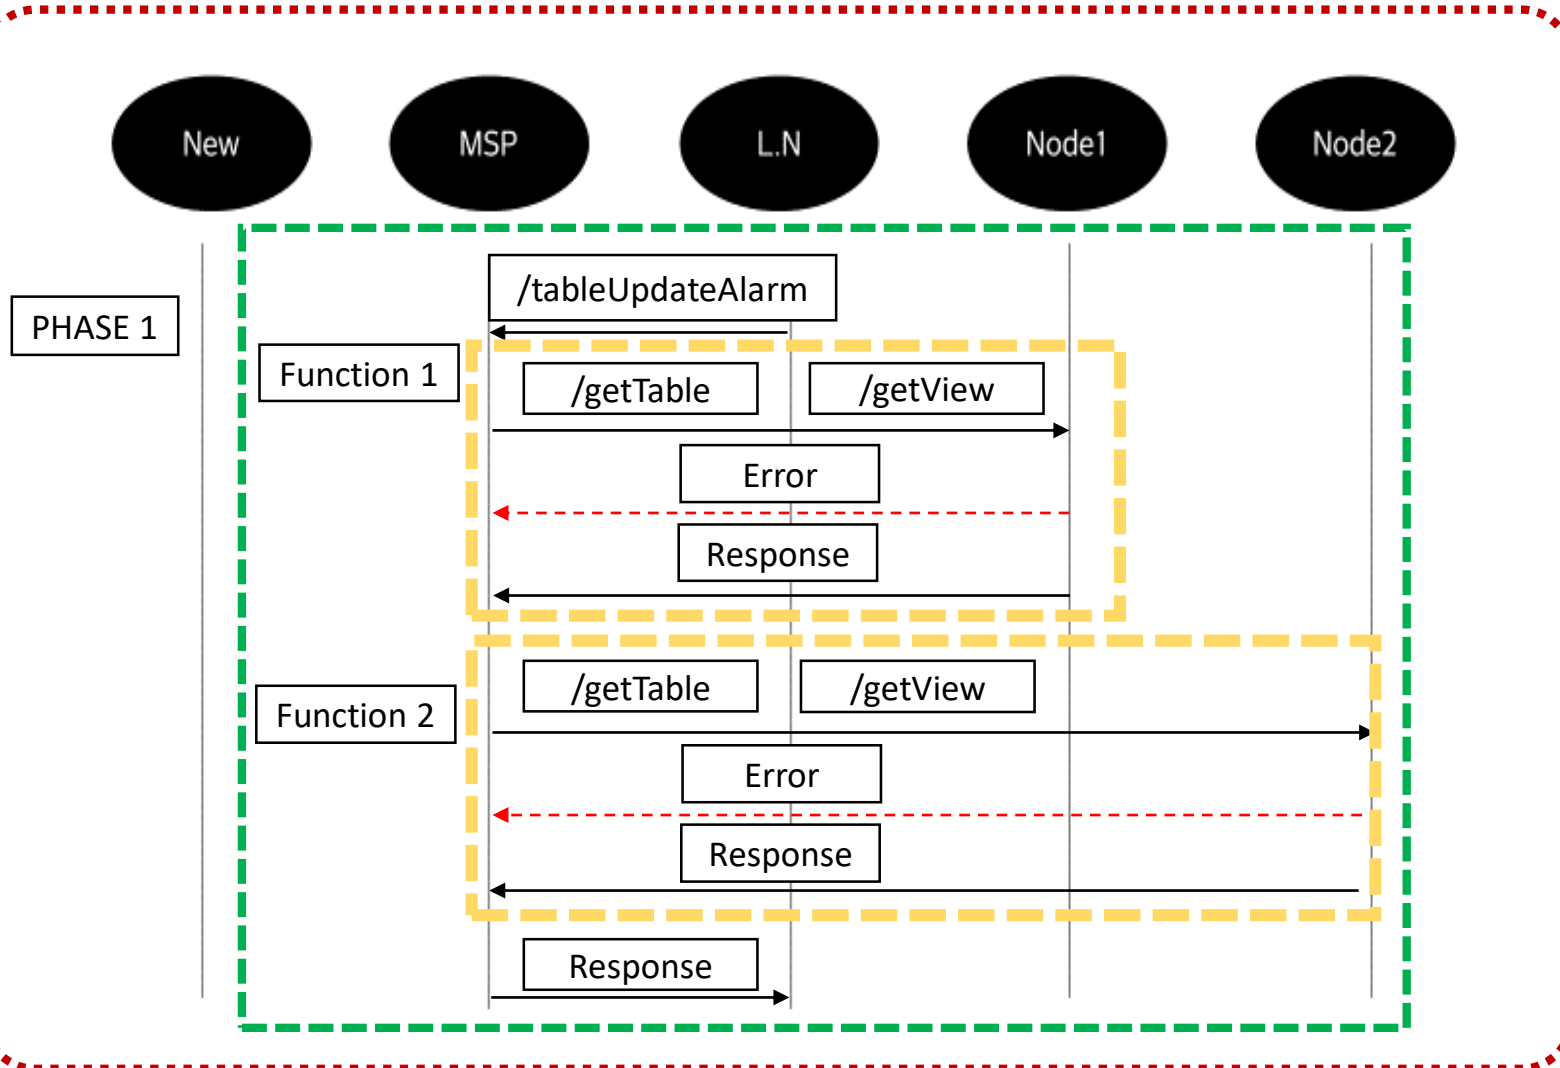 New
MSP
L.N
Node1
Node2
/tableUpdateAlarm
PHASE 1
Function 1
/getTable
/getView
Error
Response
/getTable
/getView
Function 2
Error
Response
Response